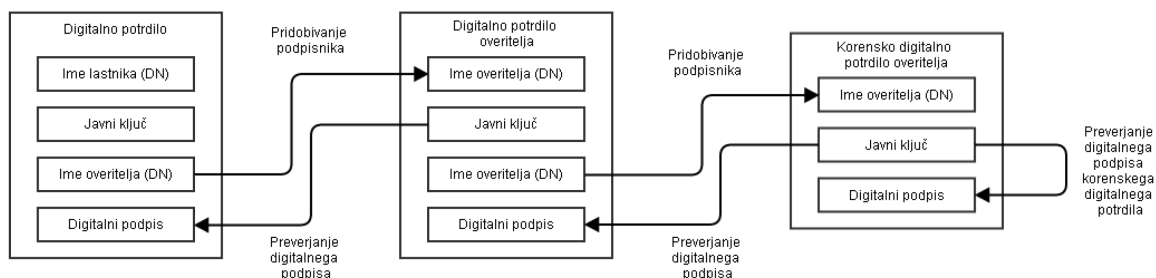 Digitalno potrdilo
Ime lastnika (DN)
Javni ključ
Ime overitelja (DN)
Digitalni podpis
Pridobivanje
podpisnika
Preverjanje
digitalnega
podpisa
Digitalno potrdilo
overitelja
Ime overitelja (DN)
Javni ključ
Ime overitelja (DN)
Digitalni podpis
Pridobivanje
podpisnika
Preverjanje
digitalnega
podpisa
Korensko digitalno
potrdilo overitelja
Ime overitelja (DN)
Javni ključ
Digitalni podpis
Preverjanje
digitalnega
podpisa
korenskega
digitalnega
potrdila